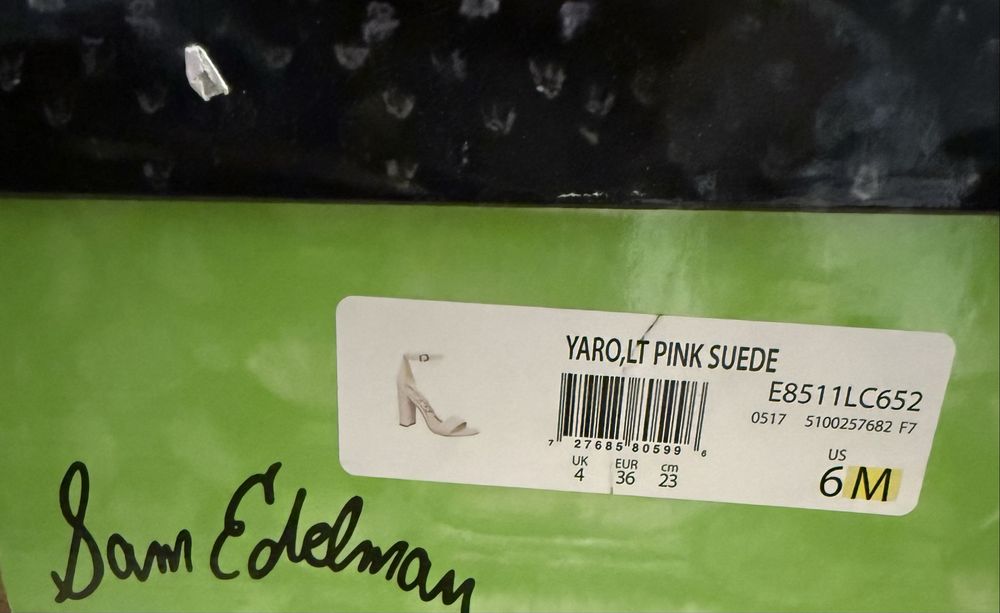 YARO,LT PINK SUEDE
E8511LC652
0517 5100257682 F7
7 27685 80599 6
UK EUR cm
4 36 23
US
6 M
Sam Edelman